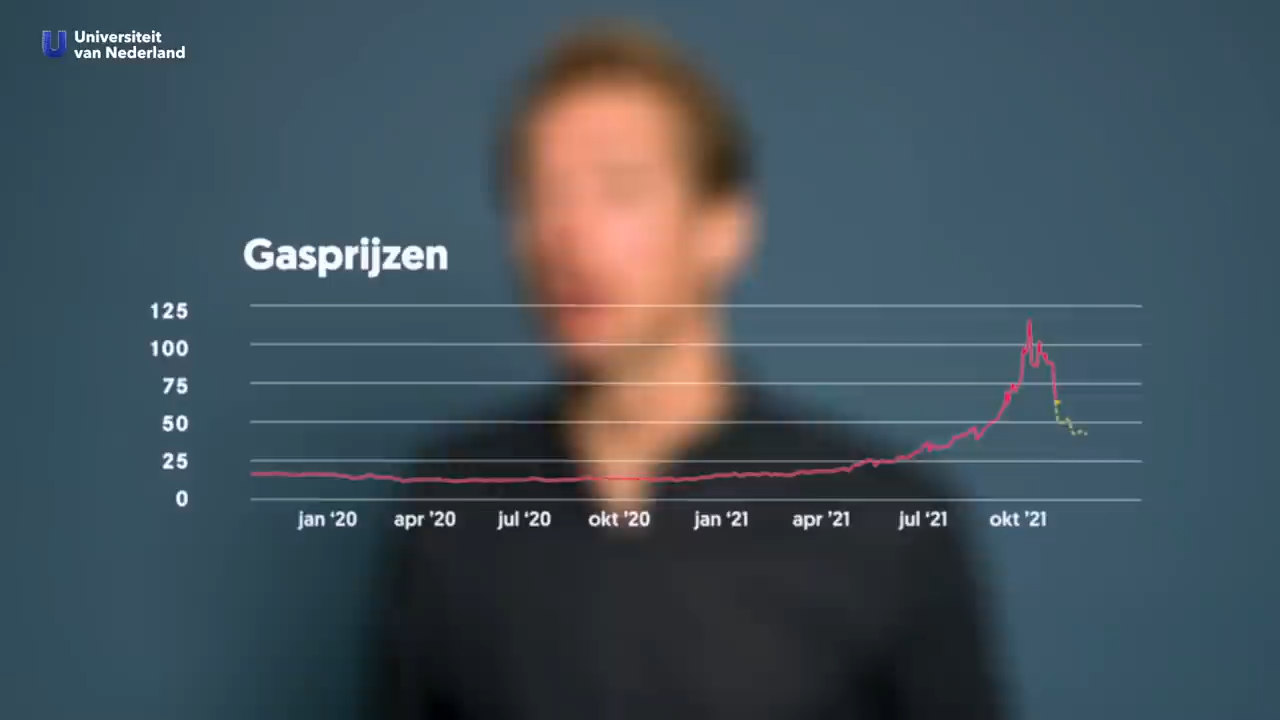 Universiteit
van Nederland
Gasprijzen
125
100
75
50
25
0
jan ‘20 apr ‘20 jul ‘20 okt ‘20 jan ‘21 apr ‘21 jul ‘21 okt ‘21